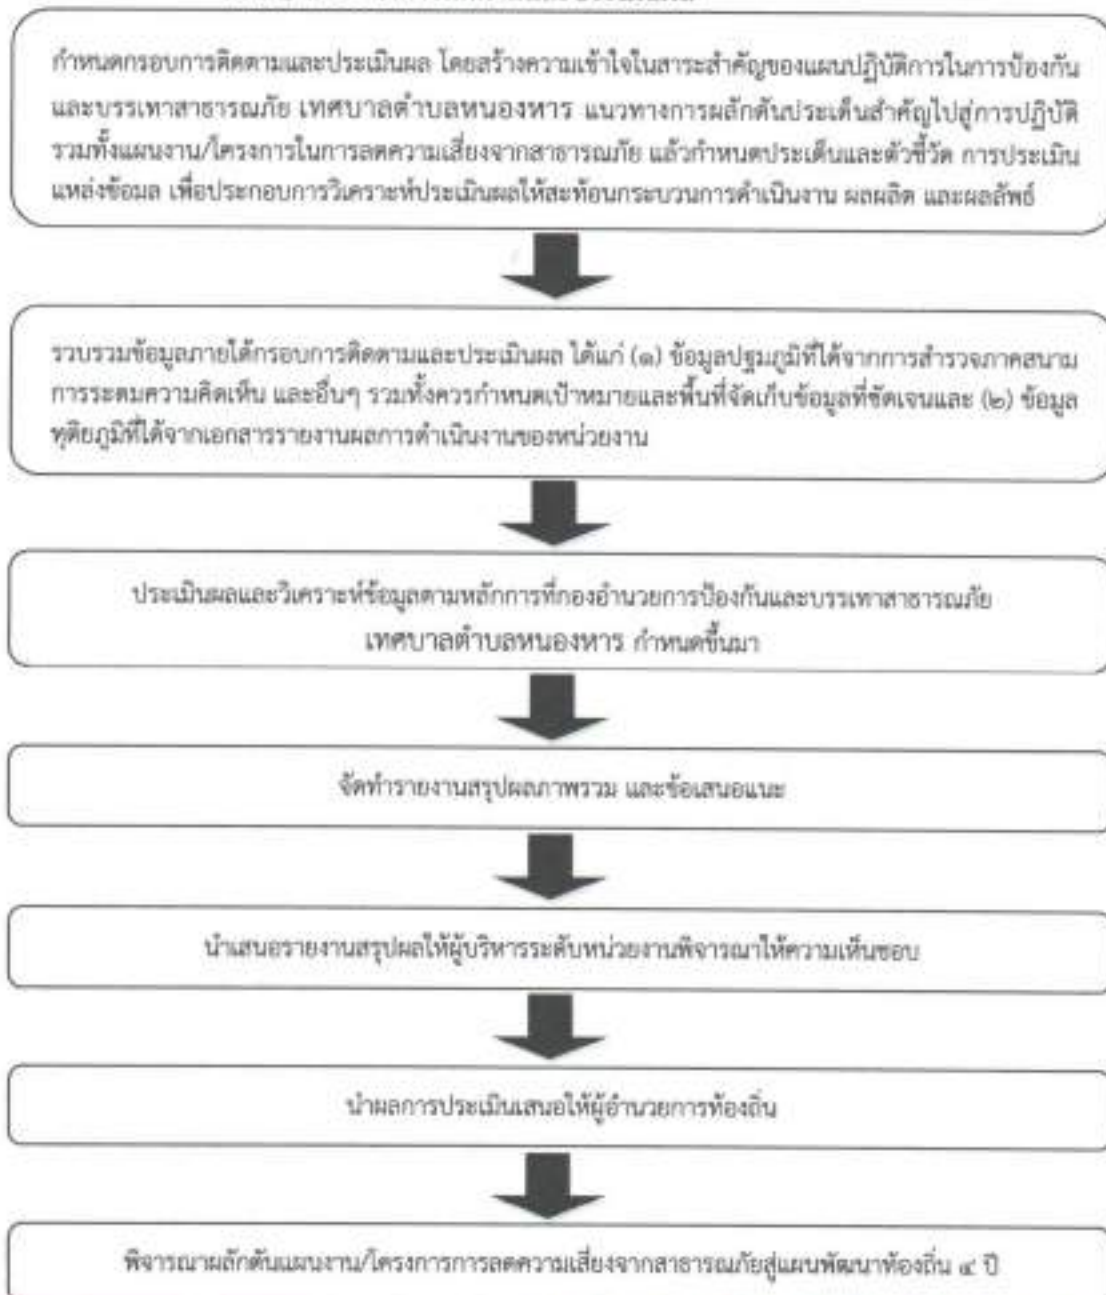 กำหนดกรอบการติดตามและประเมินผล โดยสร้างความเข้าใจในสาระสำคัญของแผนปฏิบัติการในการป้องกัน
และบรรเทาสาธารณภัย เทศบาลตำบลหนองหาร แนวทางการผลักดันประเด็นสำคัญไปสู่การปฏิบัติ
รวมทั้งแผนงาน/โครงการในการลดความเสี่ยงจากสาธารณภัย แล้วกำหนดประเด็นและตัวชี้วัด การประเมิน
แหล่งข้อมูล เพื่อประกอบการวิเคราะห์ประเมินผลให้สะท้อนกระบวนการดำเนินงาน ผลผลิต และผลลัพธ์
รวบรวมข้อมูลภายใต้กรอบการติดตามและประเมินผล ได้แก่ (๑) ข้อมูลปฐมภูมิที่ได้จากการสำรวจภาคสนาม
การระดมความคิดเห็น และอื่นๆ รวมทั้งควรกำหนดเป้าหมายและพื้นที่จัดเก็บข้อมูลที่ชัดเจนและ (๒) ข้อมูล
ทุติยภูมิที่ได้จากเอกสารรายงานผลการดำเนินงานของหน่วยงาน
ประเมินผลและวิเคราะห์ข้อมูลตามหลักการที่กองอำนวยการป้องกันและบรรเทาสาธารณภัย
เทศบาลตำบลหนองหาร กำหนดขึ้นมา
จัดทำรายงานสรุปผลภาพรวม และข้อเสนอแนะ
นำเสนอรายงานสรุปผลให้ผู้บริหารระดับหน่วยงานพิจารณาให้ความเห็นชอบ
นำผลการประเมินเสนอให้ผู้อำนวยการท้องถิ่น
พิจารณาผลักดันแผนงาน/โครงการการลดความเสี่ยงจากสาธารณภัยสู่แผนพัฒนาท้องถิ่น ๔ ปี